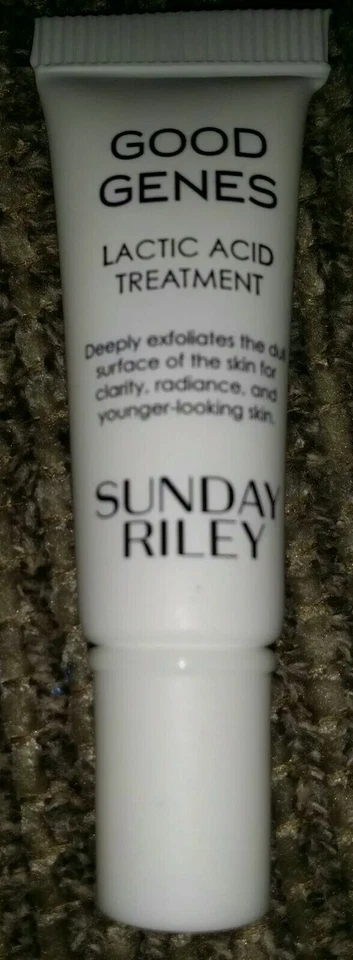 GOOD
GENES
LACTIC ACID
TREATMENT
Deeply exfoliates the dul
surface of the skin for
clarity, radiance, and
younger-looking skin.
SUNDAY
RILEY